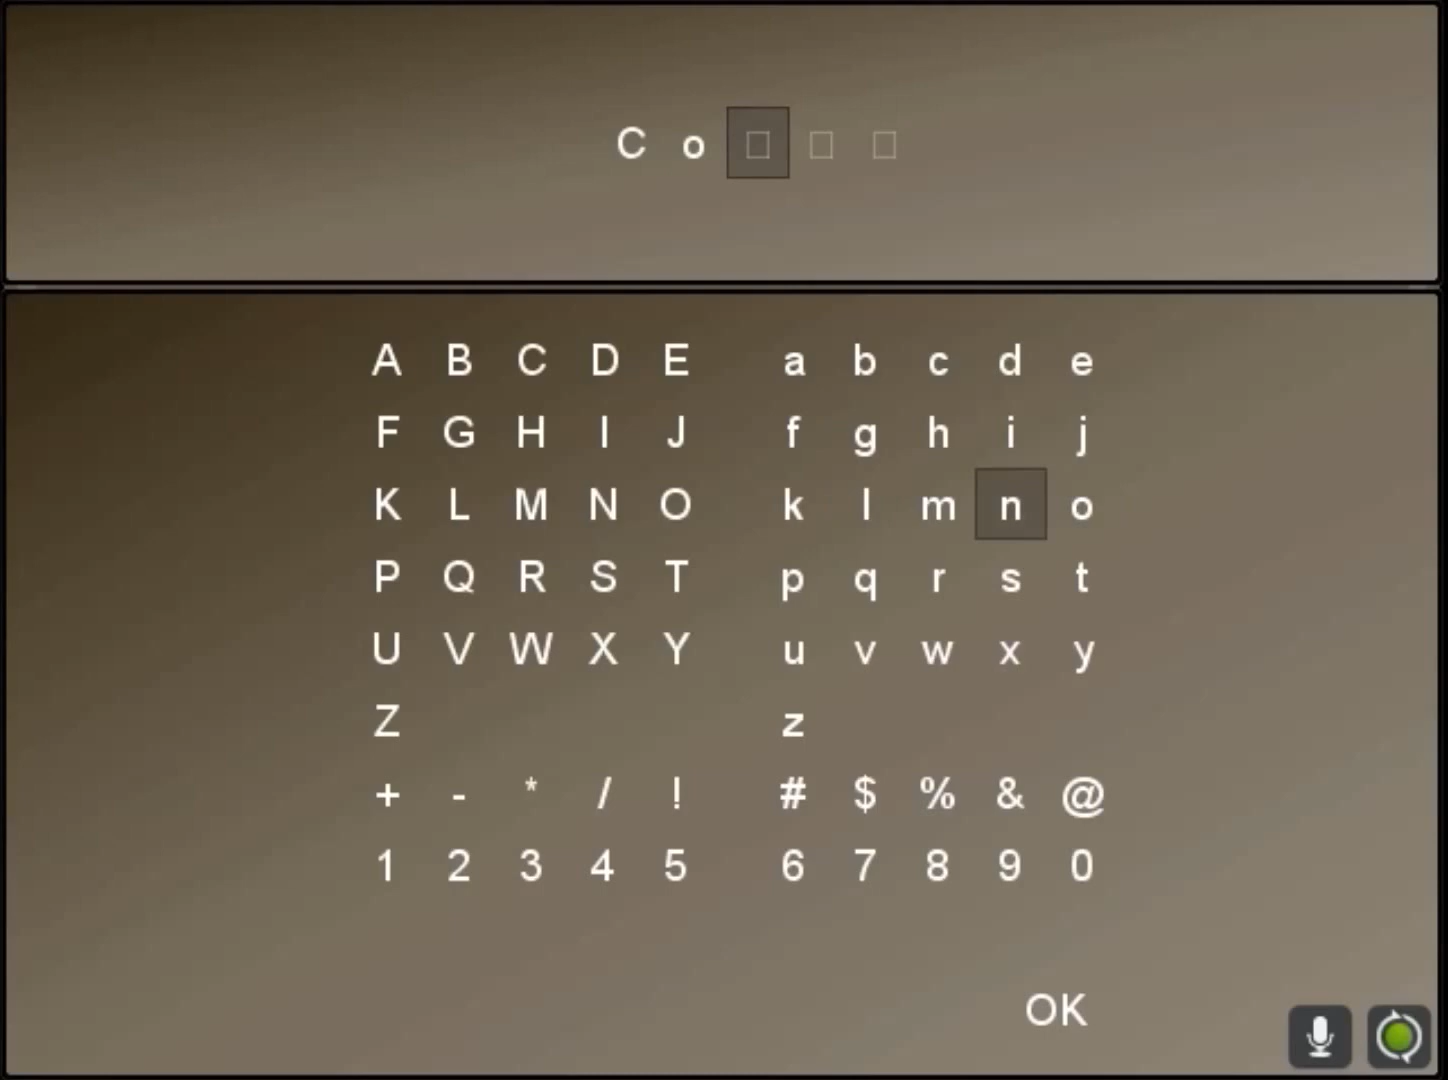 C o
A B C D E a b c d e
F G H I J f g h i j
K L M N O k l m n o
P Q R S T p q r s t
U V W X Y u v w x y
Z z
+ - * / ! # $ % & @
1 2 3 4 5 6 7 8 9 0
OK